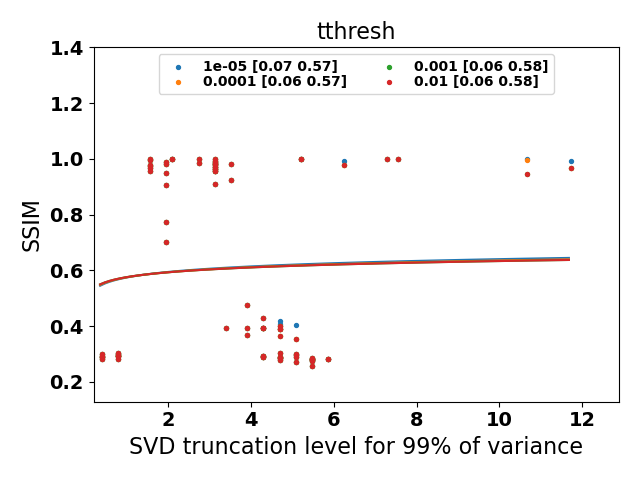 tthresh
1e-05 [0.07 0.57]
0.0001 [0.06 0.57]
0.001 [0.06 0.58]
0.01 [0.06 0.58]
SSIM
1.4
1.2
1.0
0.8
0.6
0.4
0.2
2 4 6 8 10 12
SVD truncation level for 99% of variance